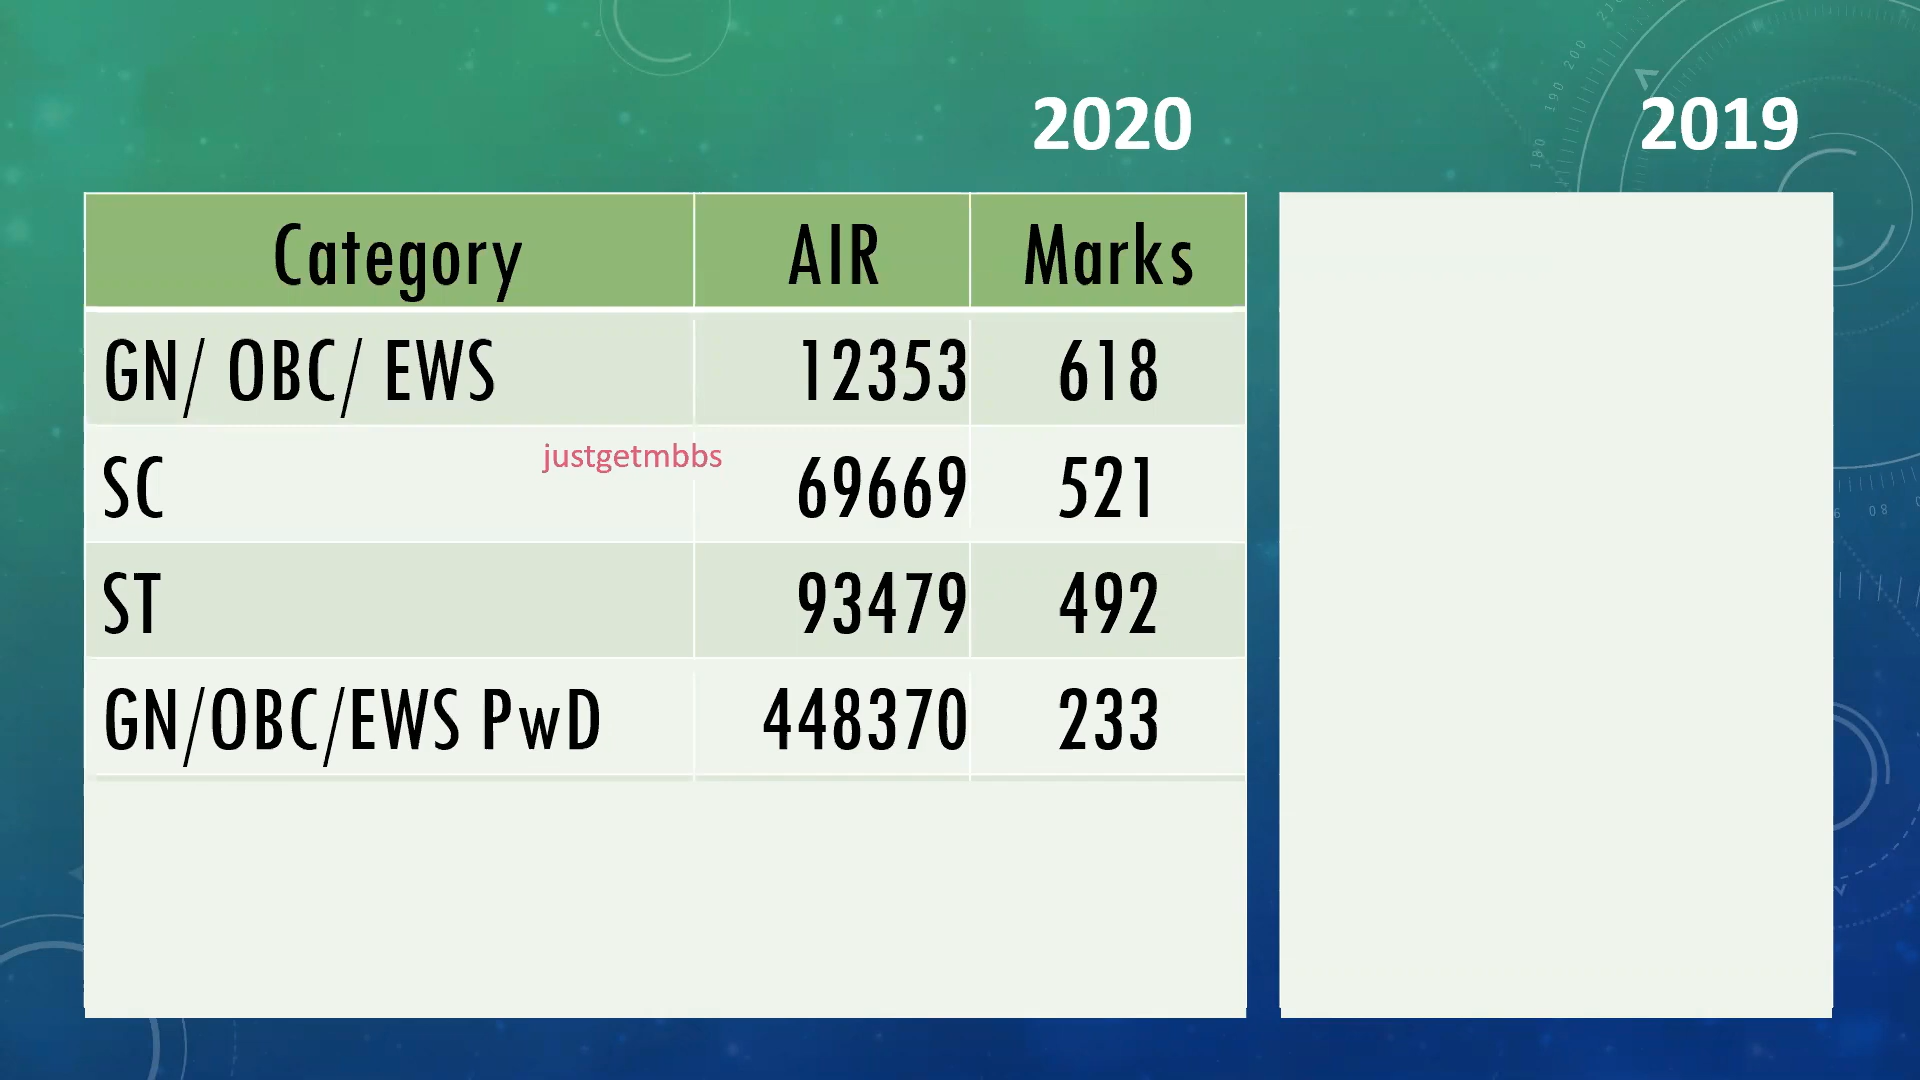 2020 2019
Category AIR Marks
GN/ OBC/ EWS 12353 618
justgetmbbs
SC 69669 521
ST 93479 492
GN/OBC/EWS PwD 448370 233